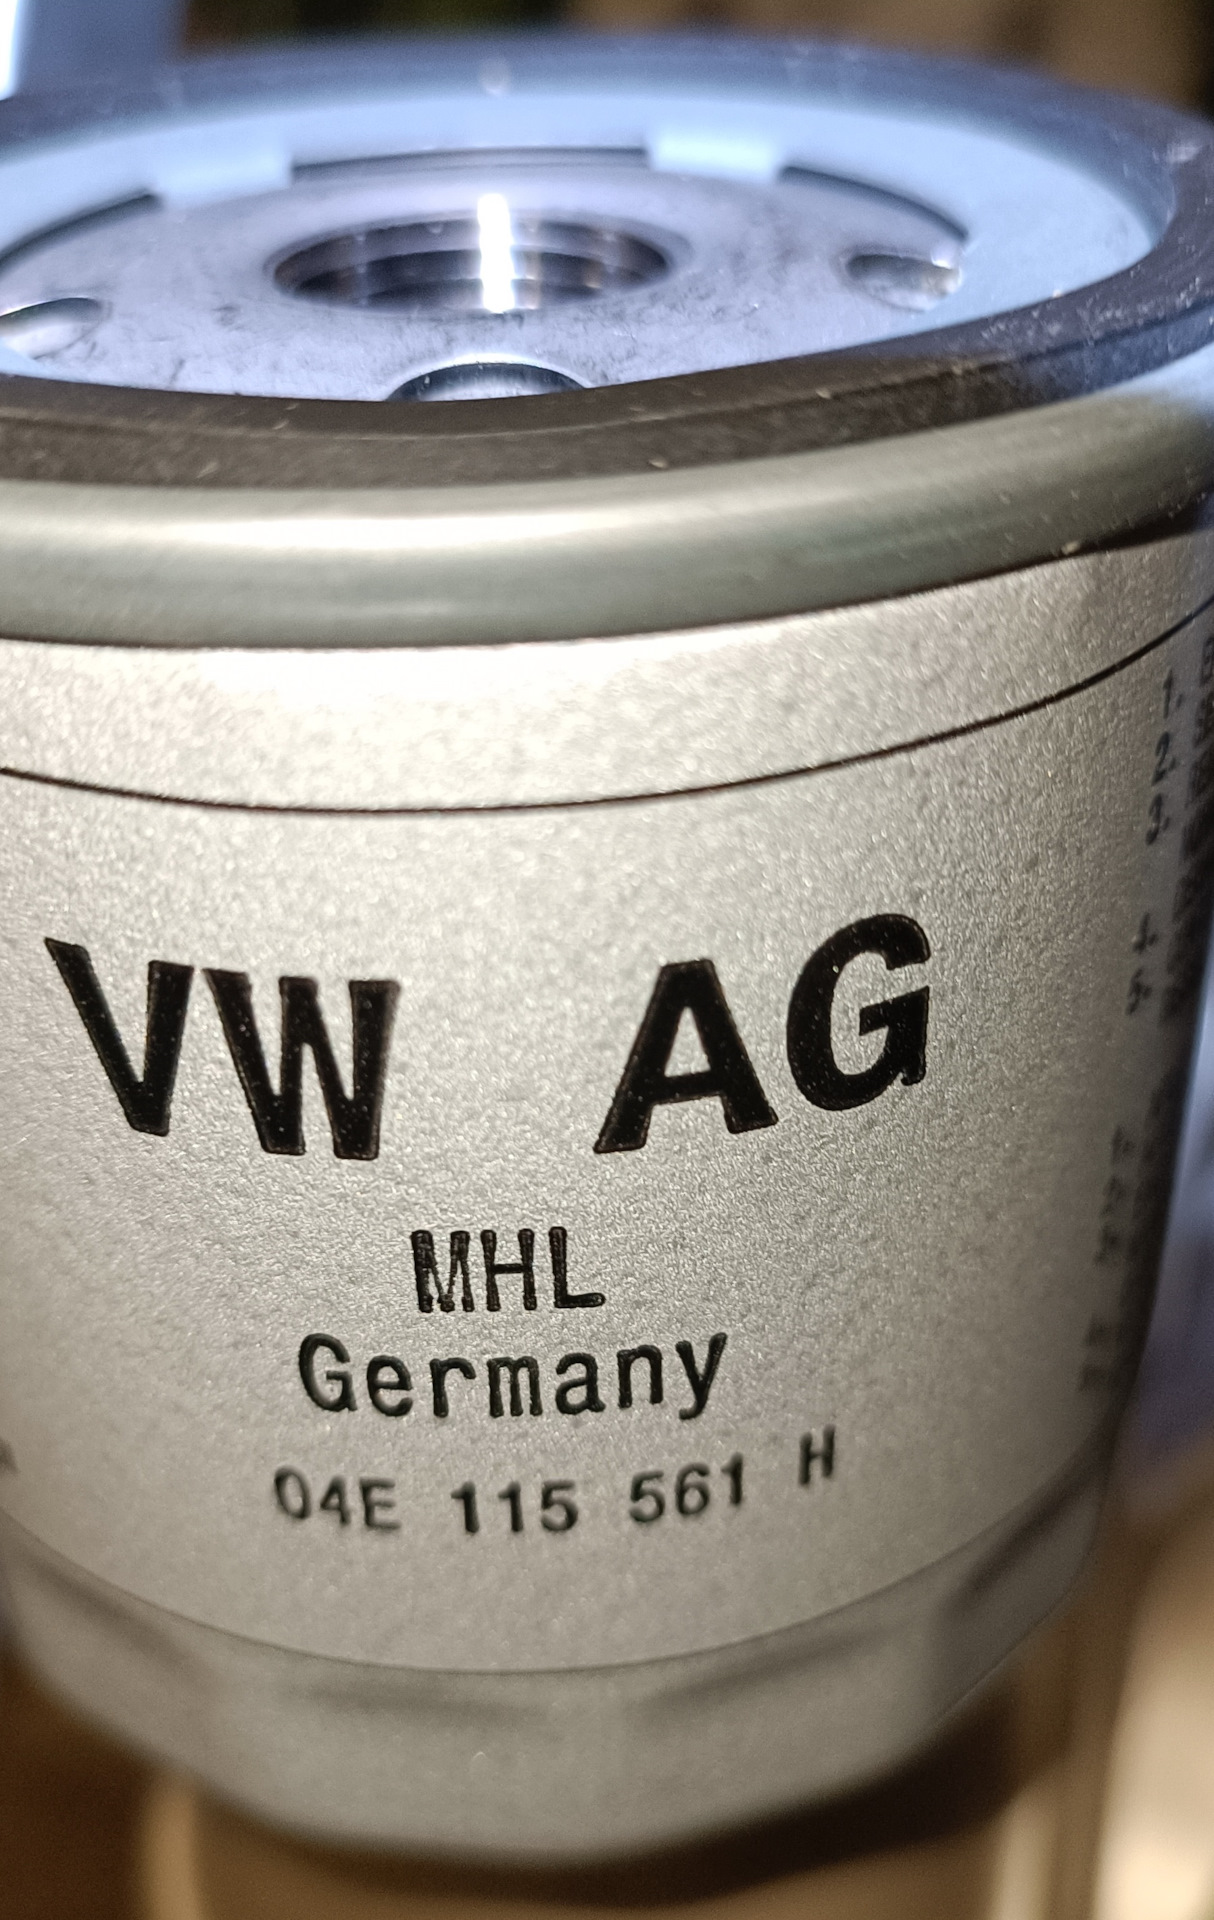 VW AG
MHL
Germany
04E 115 561 H